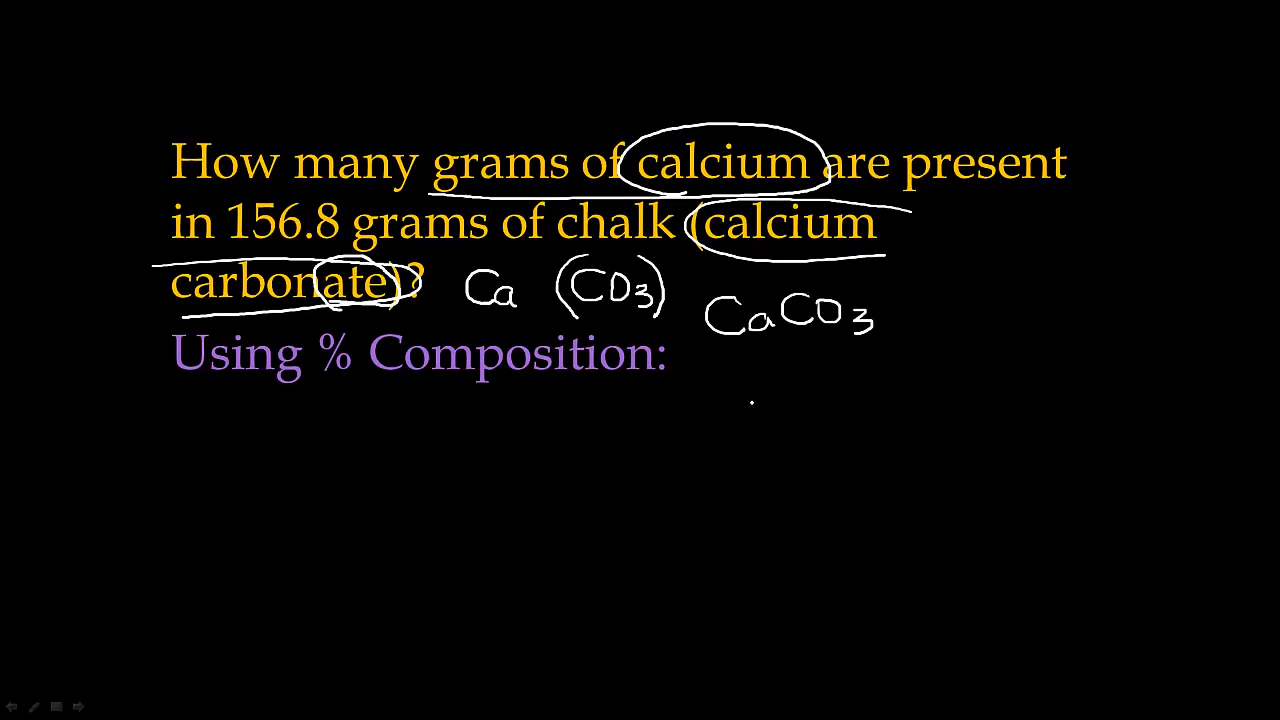 How many grams of calcium are present
in 156.8 grams of chalk (calcium
carbonate)? Ca (CO3) CaCO3
Using % Composition: